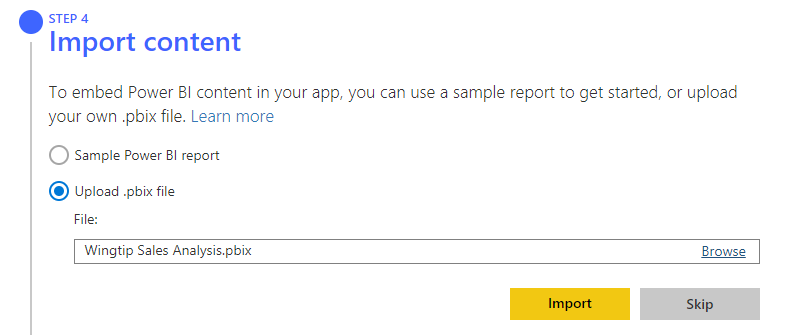 STEP 4
Import content
To embed Power BI content in your app, you can use a sample report to get started, or upload
your own .pbix file. Learn more
Sample Power BI report
Upload .pbix file
File:
Wingtip Sales Analysis.pbix Browse
Import Skip